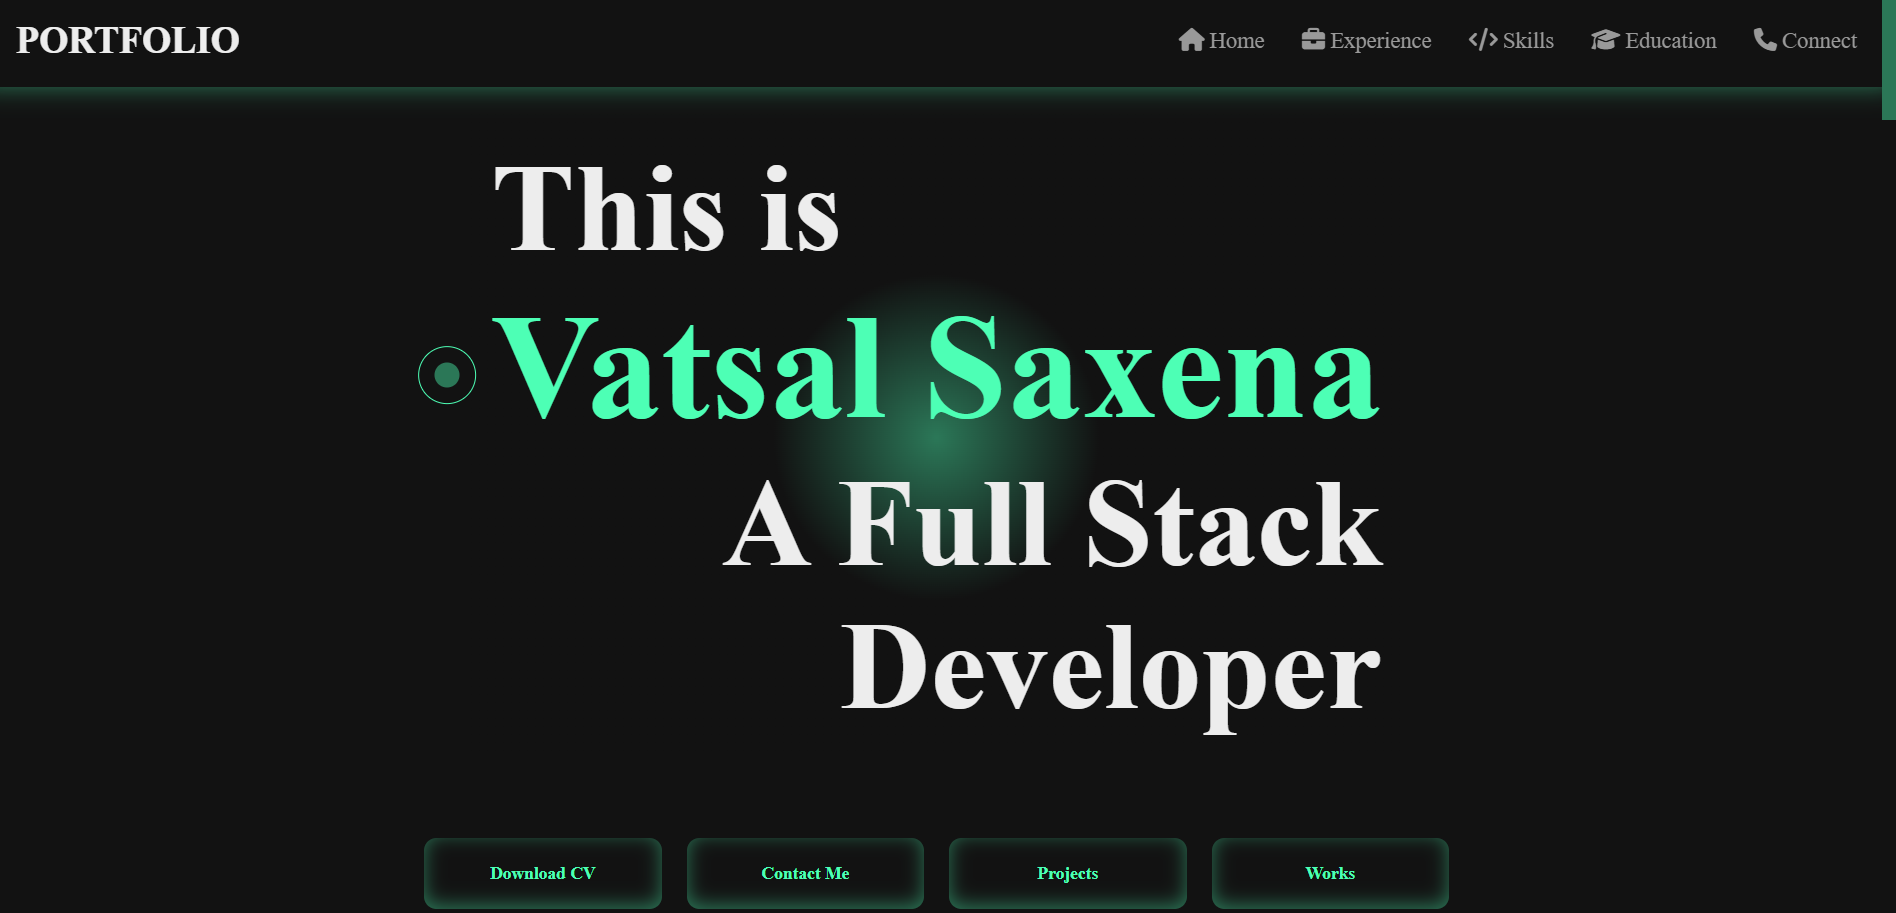 PORTFOLIO
Home Experience Skills Education Connect
This is
Vatsal Saxena
A Full Stack
Developer
Download CV Contact Me Projects Works